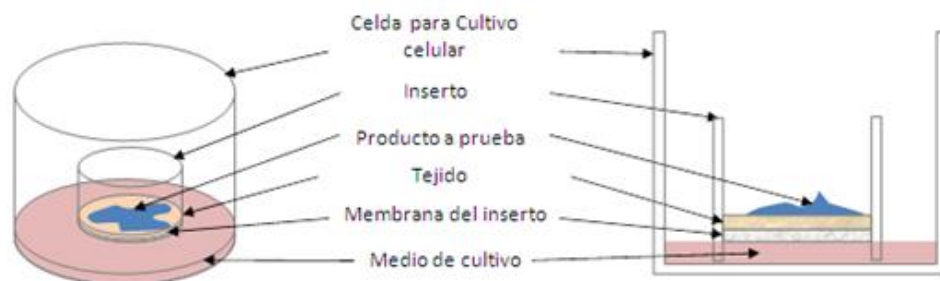 Celda para Cultivo
celular
Inserto
Producto a prueba
Tejido
Membrana del inserto
Medio de cultivo